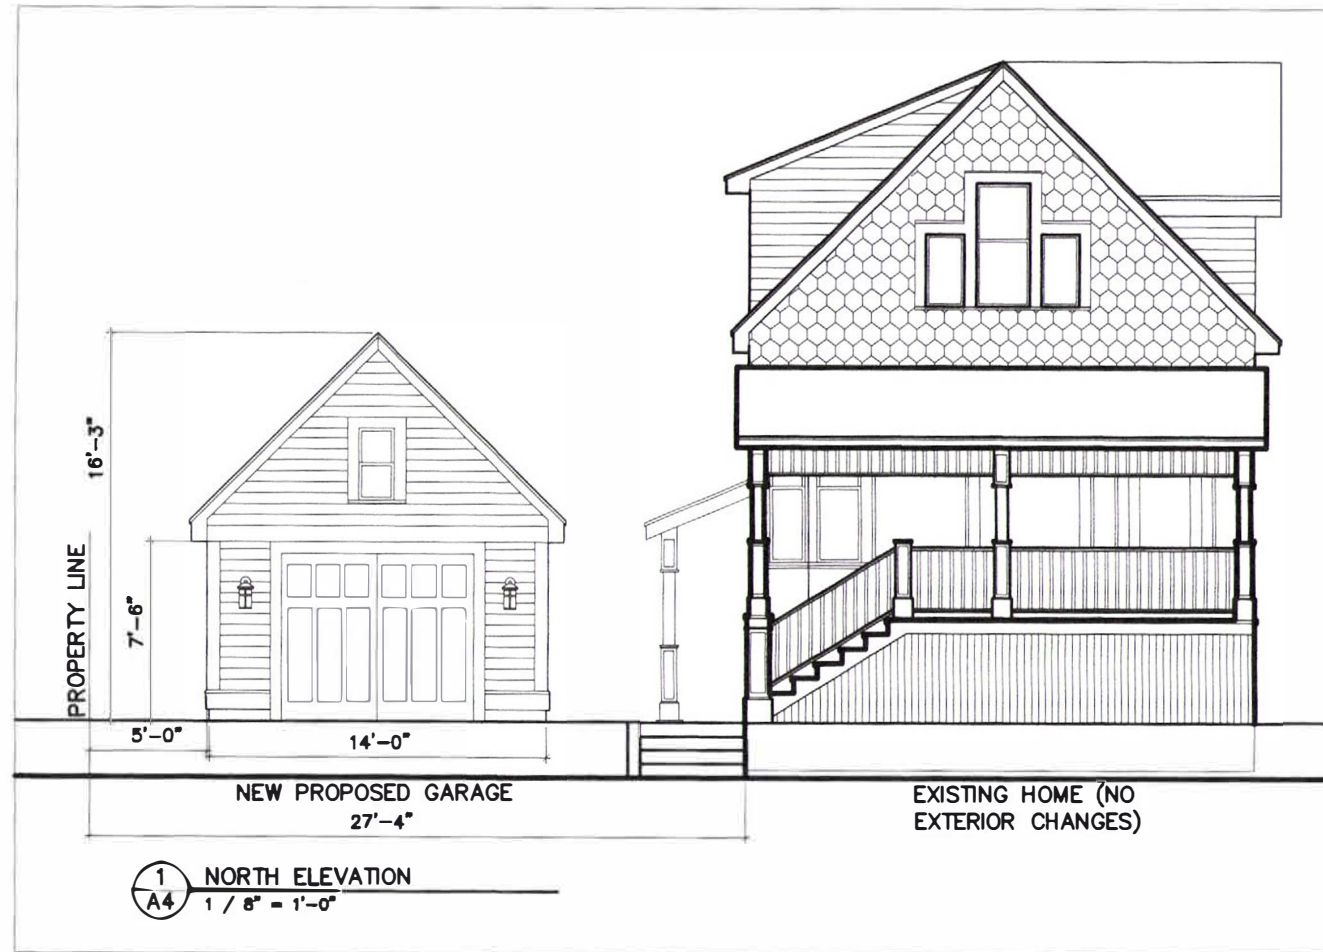 16'-3"
PROPERTY LINE
7'-6"
5'-0"
14'-0"
NEW PROPOSED GARAGE
27'-4"
EXISTING HOME (NO
EXTERIOR CHANGES)
1
A4
NORTH ELEVATION
1 / 8" = 1'-0"